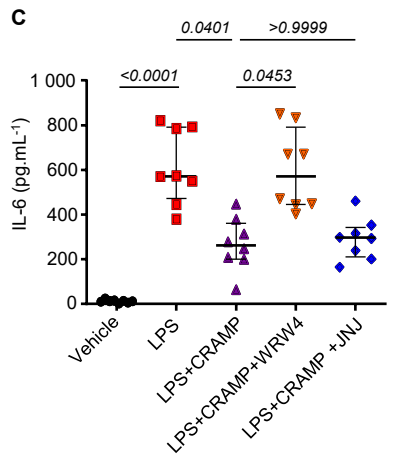 C
0.0401 >0.9999
<0.0001 0.0453
IL-6 (pg.mL⁻¹)
1 000
800
600
400
200
0
Vehicle
LPS
LPS+CRAMP
LPS+CRAMP+WRW4
LPS+CRAMP +JNJ